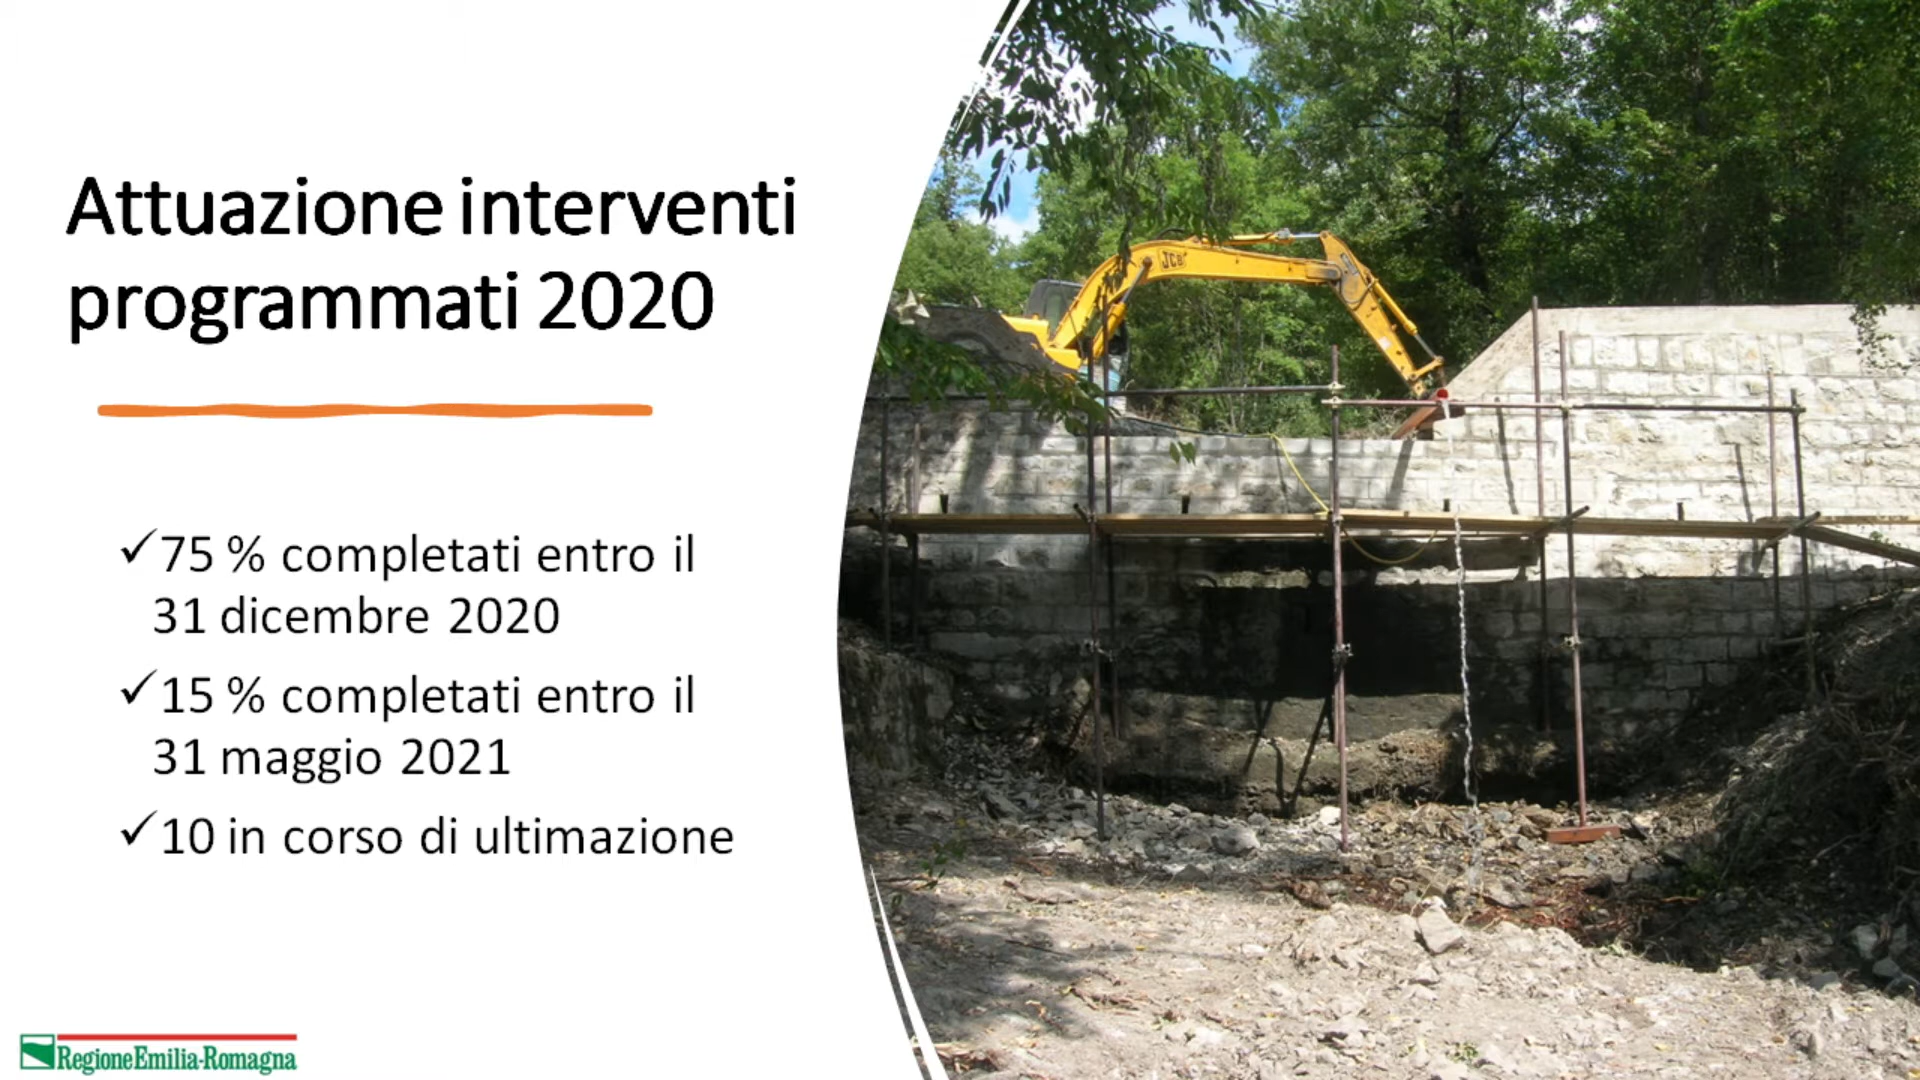 Attuazione interventi
programmati 2020
✓75 % completati entro il
31 dicembre 2020
✓15 % completati entro il
31 maggio 2021
✓10 in corso di ultimazione
RegioneEmilia-Romagna
JCB